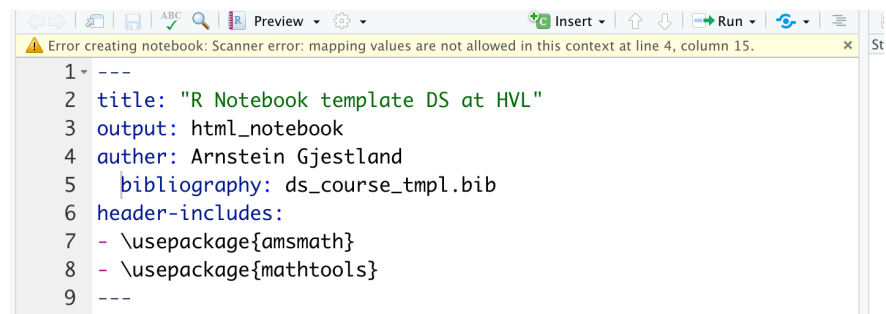 ABC
R Preview Insert Run
Error creating notebook: Scanner error: mapping values are not allowed in this context at line 4, column 15. × St
1 ---
2 title: "R Notebook template DS at HVL"
3 output: html_notebook
4 auther: Arnstein Gjestland
5   bibliography: ds_course_tmpl.bib
6 header-includes:
7 - \usepackage{amsmath}
8 - \usepackage{mathtools}
9 ---